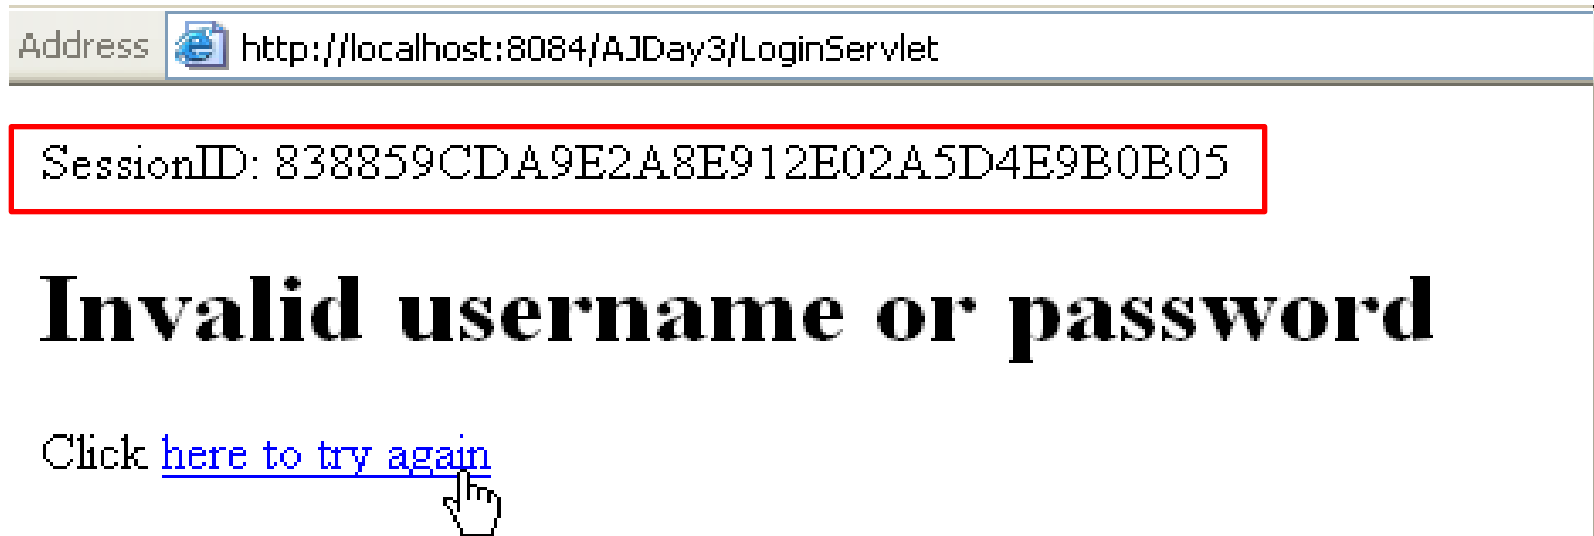 Address http://localhost:8084/AJDay3/LoginServlet
SessionID: 838859CDA9E2A8E912E02A5D4E9B0B05
Invalid username or password
Click here to try again